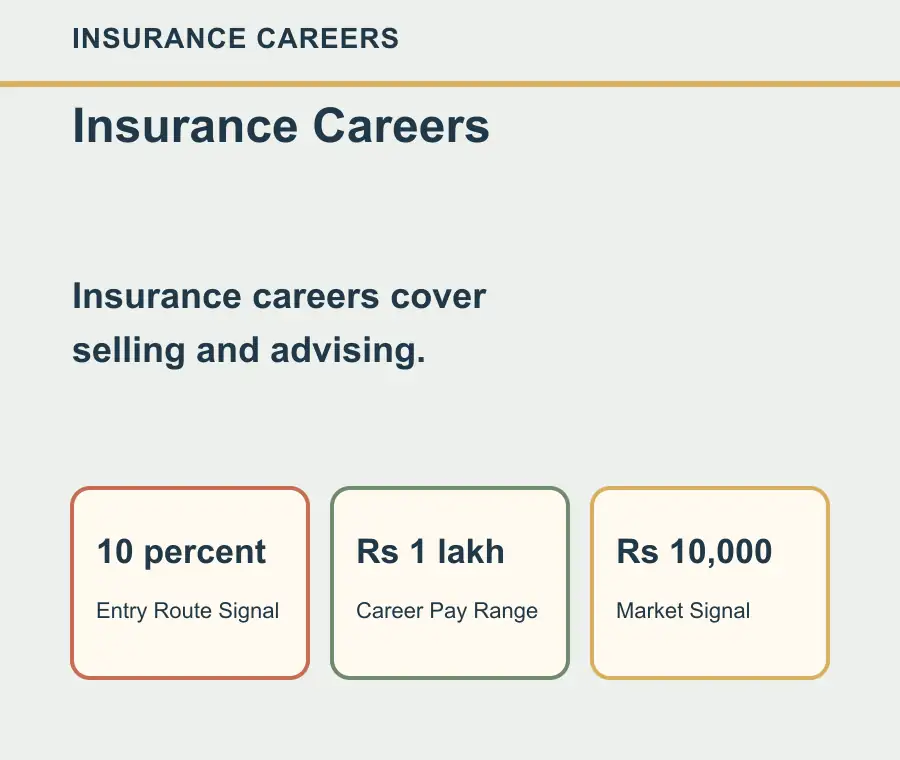 INSURANCE CAREERS
Insurance Careers
Insurance careers cover
selling and advising.
10 percent
Entry Route Signal
Rs 1 lakh
Career Pay Range
Rs 10,000
Market Signal